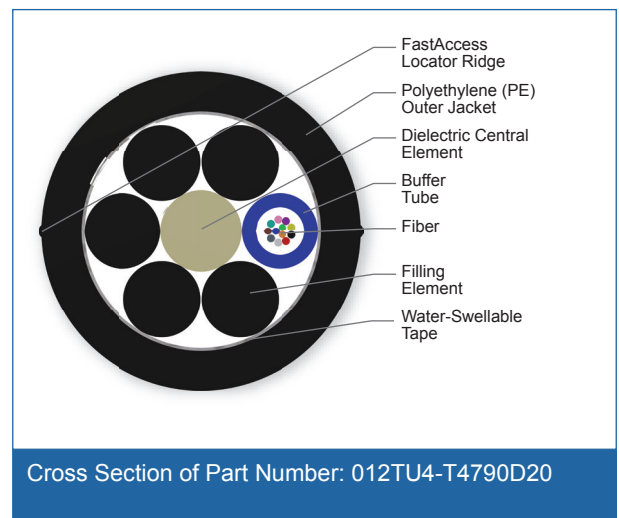 FastAccess
Locator Ridge
Polyethylene (PE)
Outer Jacket
Dielectric Central
Element
Buffer
Tube
Fiber
Filling
Element
Water-Swellable
Tape
Cross Section of Part Number: 012TU4-T4790D20